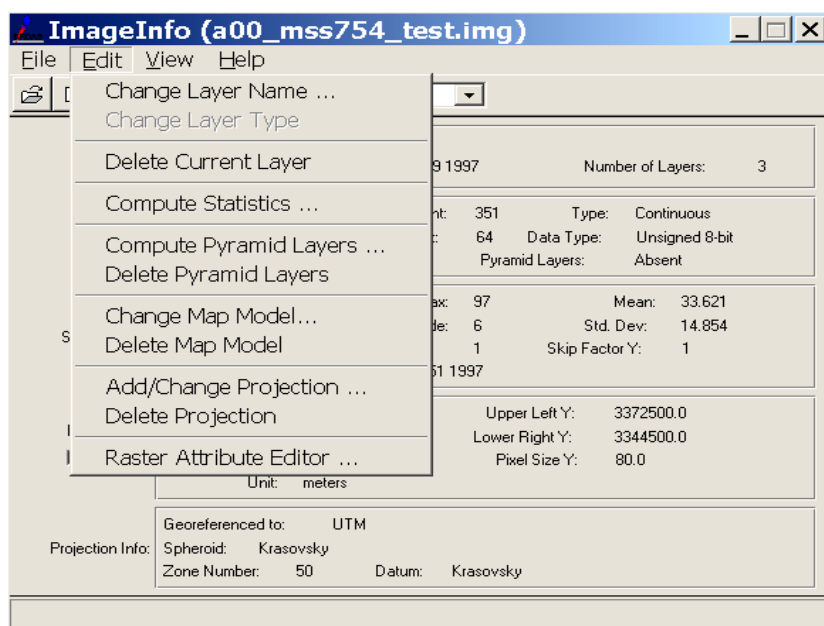 ImageInfo (a00_mss754_test.img)
File Edit View Help
Change Layer Name ...
Change Layer Type
Delete Current Layer
Compute Statistics ...
Compute Pyramid Layers ...
Delete Pyramid Layers
Change Map Model...
Delete Map Model
Add/Change Projection ...
Delete Projection
Raster Attribute Editor ...
9 1997 Number of Layers: 3
351 Type: Continuous
64 Data Type: Unsigned 8-bit
Pyramid Layers: Absent
97 Mean: 33.621
6 Std. Dev: 14.854
1 Skip Factor Y: 1
51 1997
Upper Left Y: 3372500.0
Lower Right Y: 3344500.0
Pixel Size Y: 80.0
Unit: meters
Georeferenced to: UTM
Projection Info: Spheroid: Krasovsky
Zone Number: 50 Datum: Krasovsky